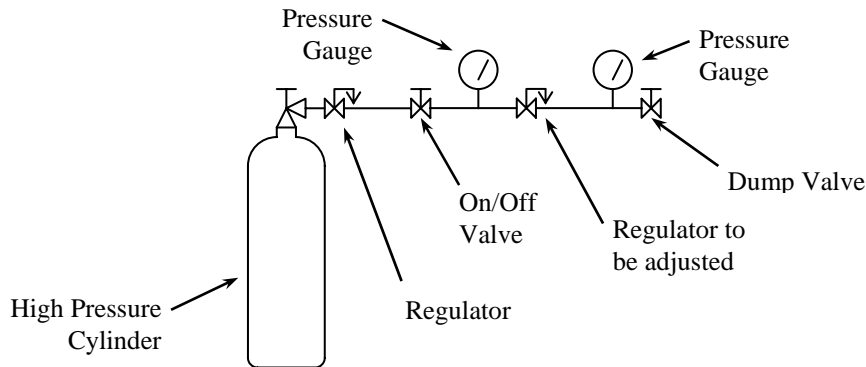 Pressure
Gauge
Pressure
Gauge
Dump Valve
On/Off
Valve
Regulator to
be adjusted
High Pressure
Cylinder
Regulator